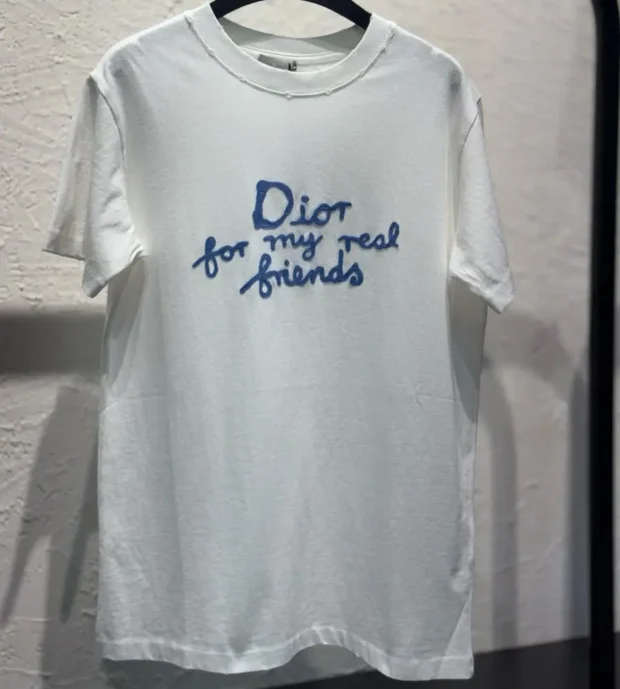 Dior
for my real
friends